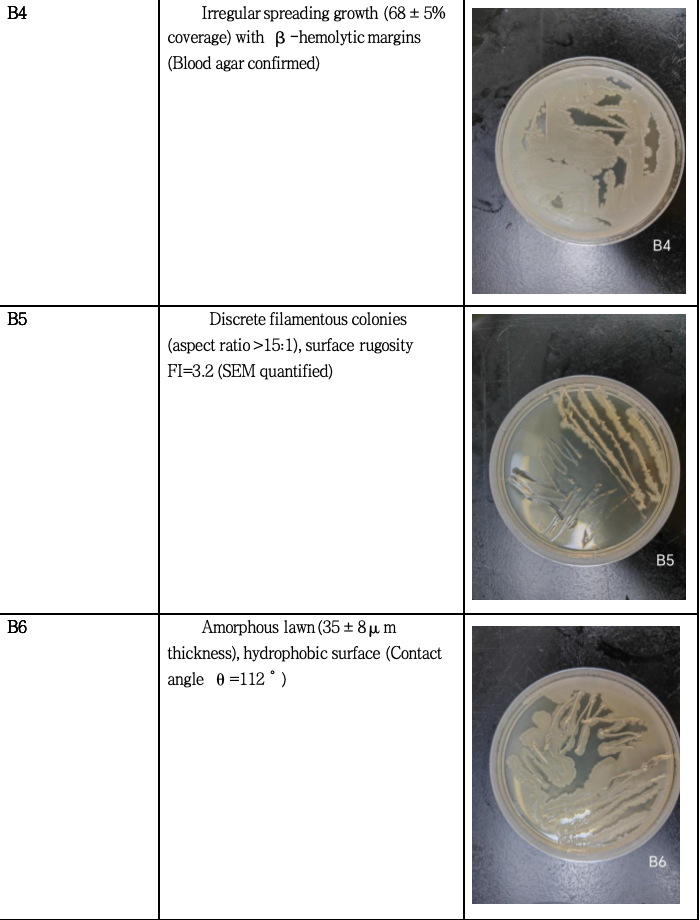 B4
Irregular spreading growth (68 ± 5%
coverage) with β-hemolytic margins
(Blood agar confirmed)
B4
B5
Discrete filamentous colonies
(aspect ratio >15:1), surface rugosity
FI=3.2 (SEM quantified)
B5
B6
Amorphous lawn (35 ± 8 μm
thickness), hydrophobic surface (Contact
angle θ=112°)
B6